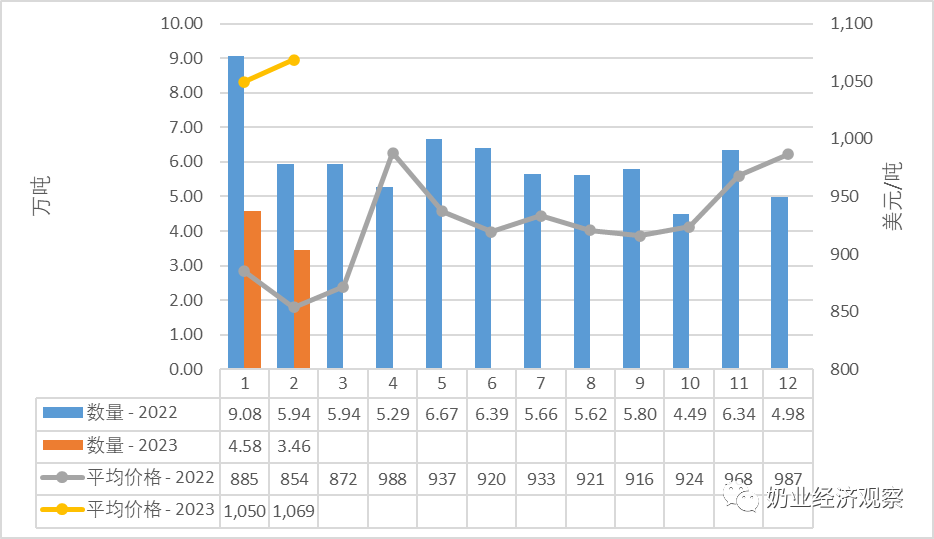 10.00 1,100
9.00 1,050
8.00
7.00 1,000
6.00
万吨 5.00 950 美元/吨
4.00 900
3.00
2.00 850
1.00
0.00 800
1 2 3 4 5 6 7 8 9 10 11 12
数量 - 2022 9.08 5.94 5.94 5.29 6.67 6.39 5.66 5.62 5.80 4.49 6.34 4.98
数量 - 2023 4.58 3.46
平均价格 - 2022 885 854 872 988 937 920 933 921 916 924 968 987
平均价格 - 2023 1,050 1,069
奶业经济观察